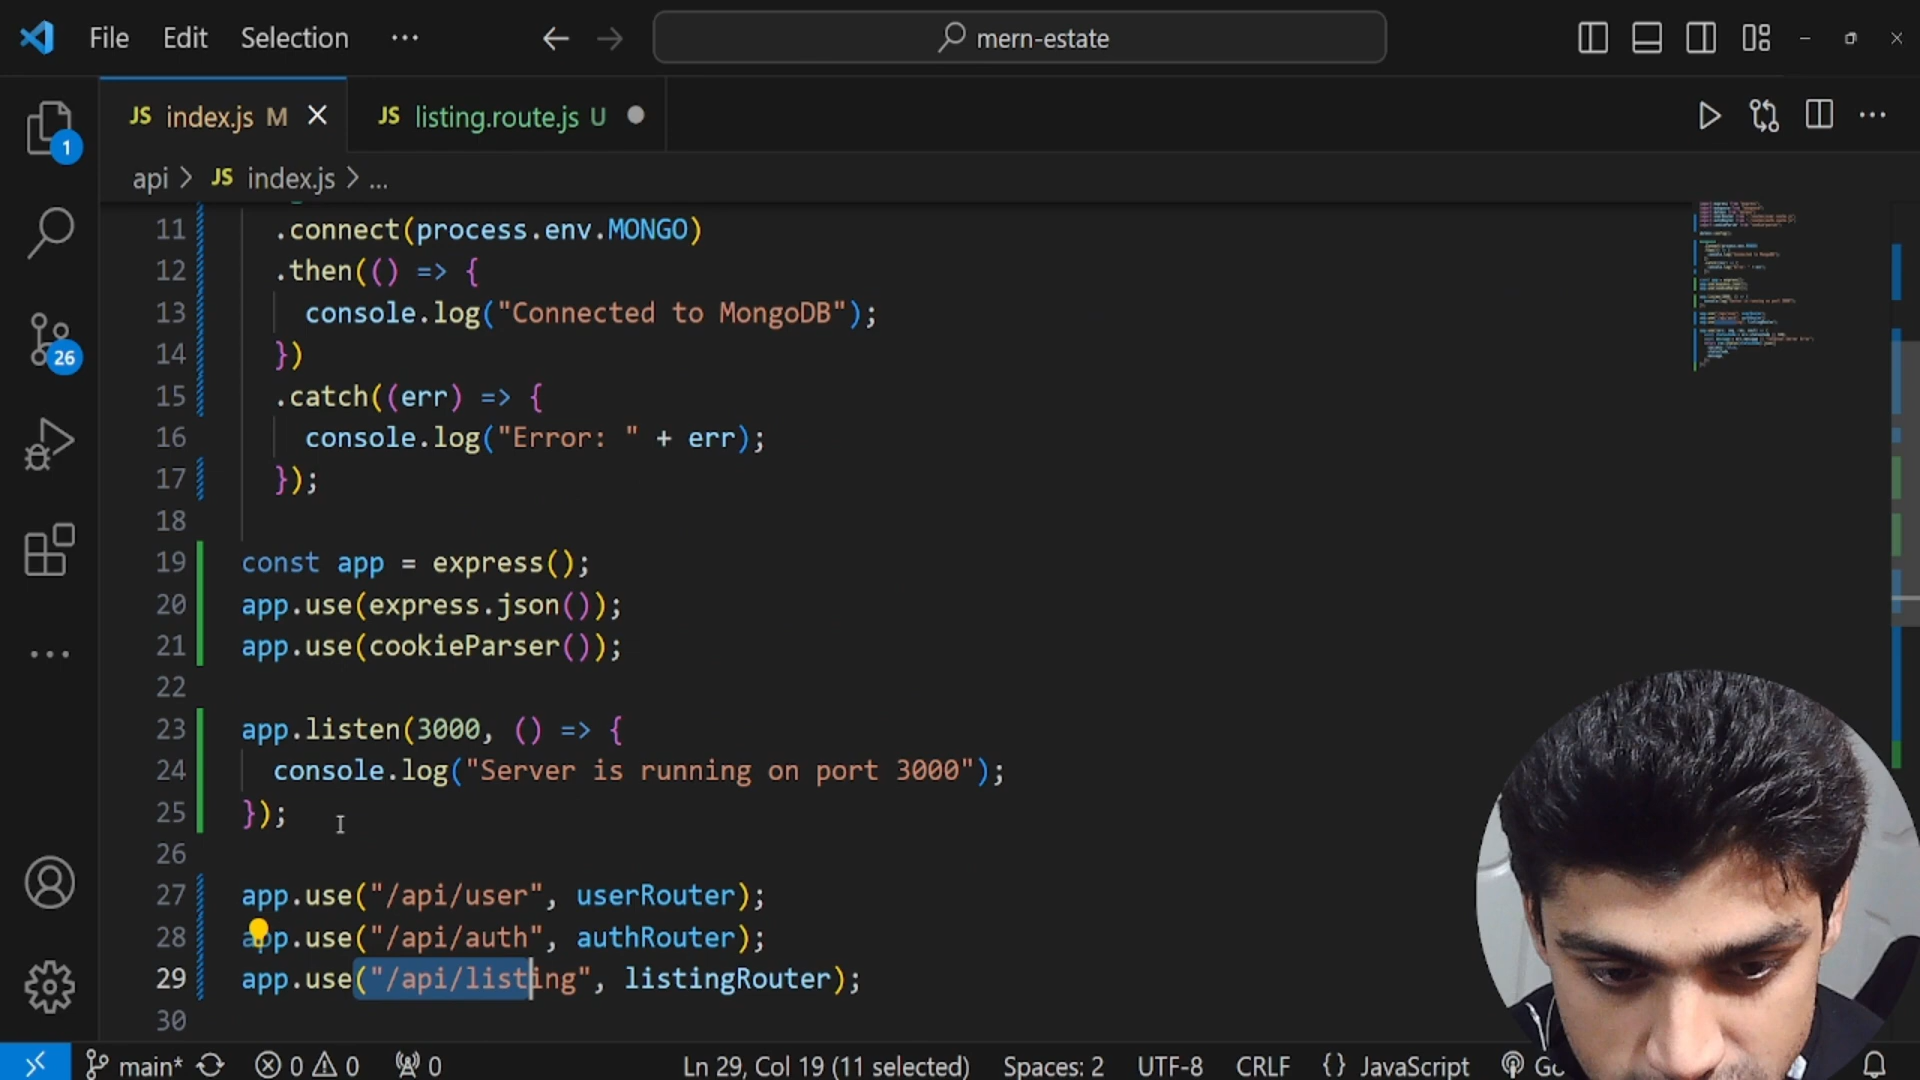 File Edit Selection ··· mern-estate
JS index.js M JS listing.route.js U
api > JS index.js > ...
11 .connect(process.env.MONGO)
12 .then(() => {
13 console.log("Connected to MongoDB");
14 })
15 .catch((err) => {
16 console.log("Error: " + err);
17 });
18
19 const app = express();
20 app.use(express.json());
21 app.use(cookieParser());
22
23 app.listen(3000, () => {
24 console.log("Server is running on port 3000");
25 });
26
27 app.use("/api/user", userRouter);
28 app.use("/api/auth", authRouter);
29 app.use("/api/listing", listingRouter);
30
1
26
main* 0 0 0 Ln 29, Col 19 (11 selected) Spaces: 2 UTF-8 CRLF {} JavaScript